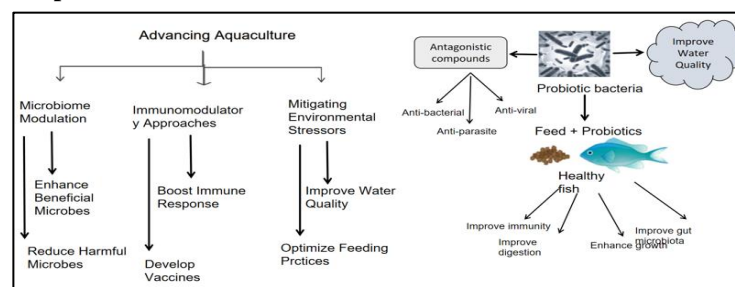 Advancing Aquaculture
Microbiome
Modulation
Immunomodulator
y Approaches
Mitigating
Environmental
Stressors
Enhance
Beneficial
Microbes
Boost Immune
Response
Improve Water
Quality
Reduce Harmful
Microbes
Develop
Vaccines
Optimize Feeding
Prctices
Antagonistic
compounds
Improve
Water
Quality
Probiotic bacteria
Anti-bacterial
Anti-viral
Anti-parasite
Feed + Probiotics
Healthy
fish
Improve immunity
Improve
digestion
Enhance growth
Improve gut
microbiota